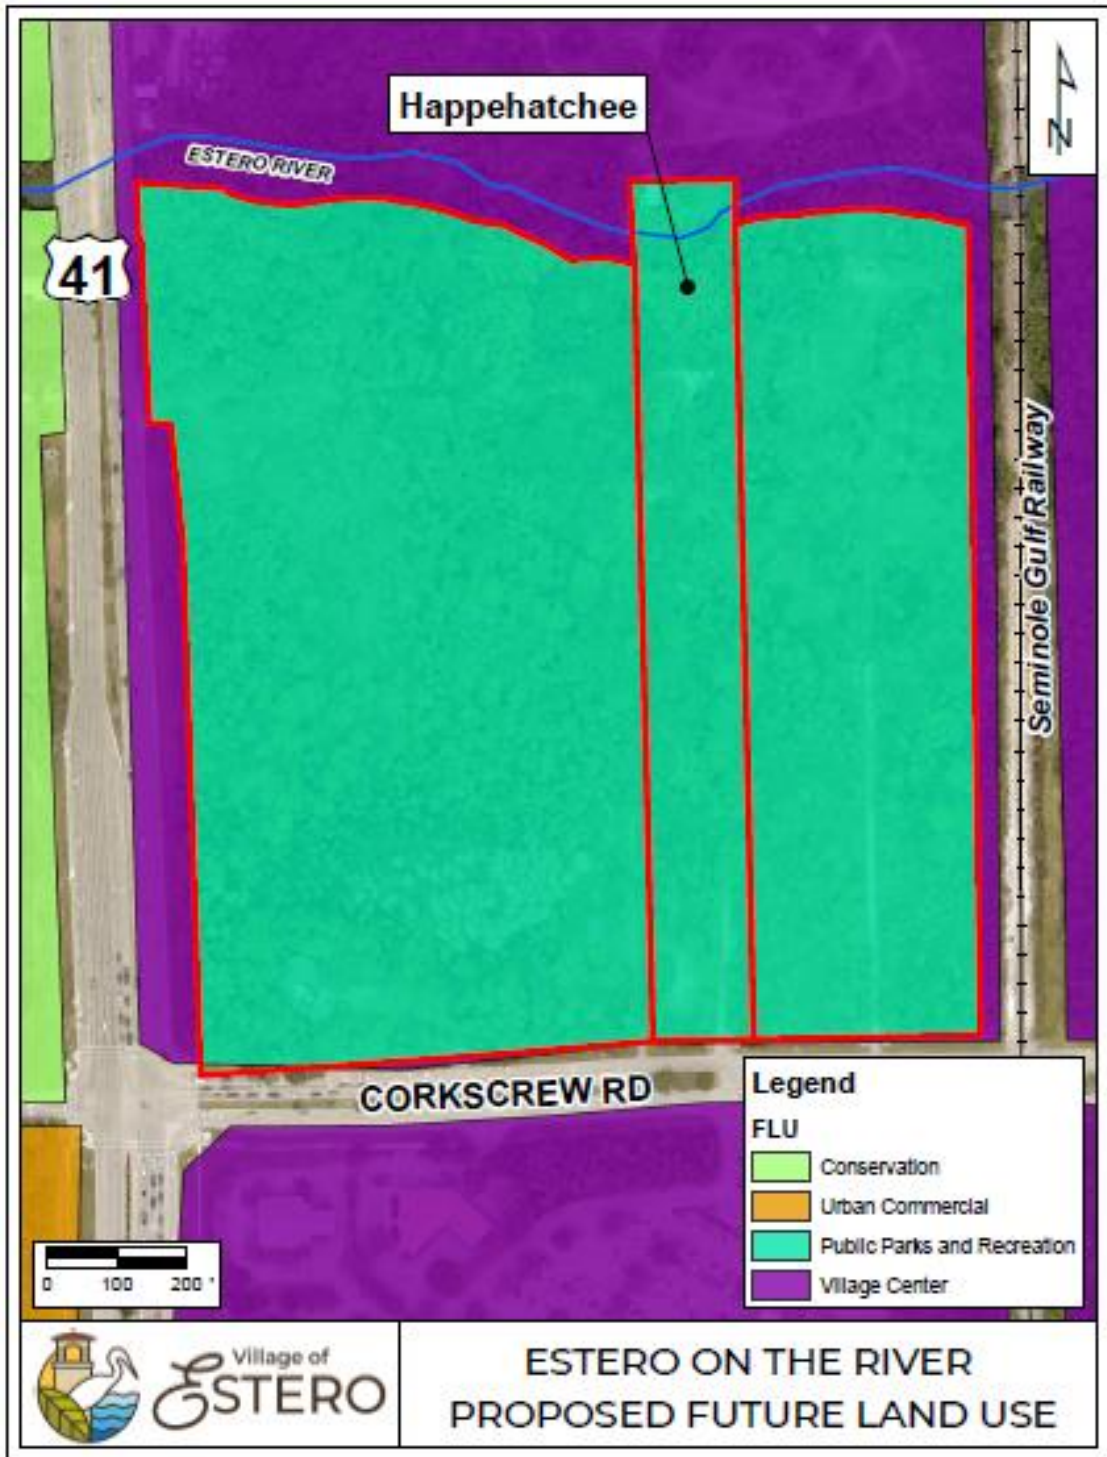 Happehatchee
N
ESTERO RIVER
41
Seminole Gulf Railway
CORKSCREW RD
Legend
FLU
Conservation
Urban Commercial
Public Parks and Recreation
Village Center
0 100 200 '
Village of
ESTERO
ESTERO ON THE RIVER
PROPOSED FUTURE LAND USE